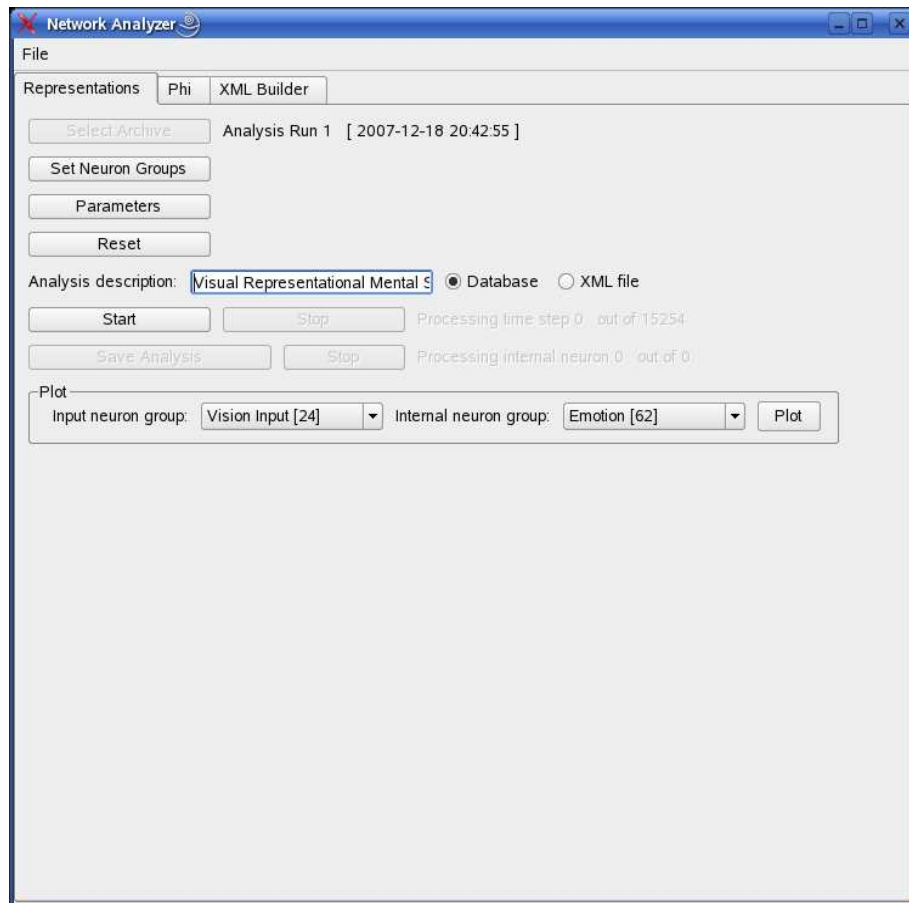 Network Analyzer
File
Representations Phi XML Builder
Select Archive Analysis Run 1 [ 2007-12-18 20:42:55 ]
Set Neuron Groups
Parameters
Reset
Analysis description: Visual Representational Mental S Database XML file
Start Stop Processing time step 0 out of 15254
Save Analysis Stop Processing internal neuron 0 out of 0
Plot
Input neuron group: Vision Input [24] Internal neuron group: Emotion [62] Plot